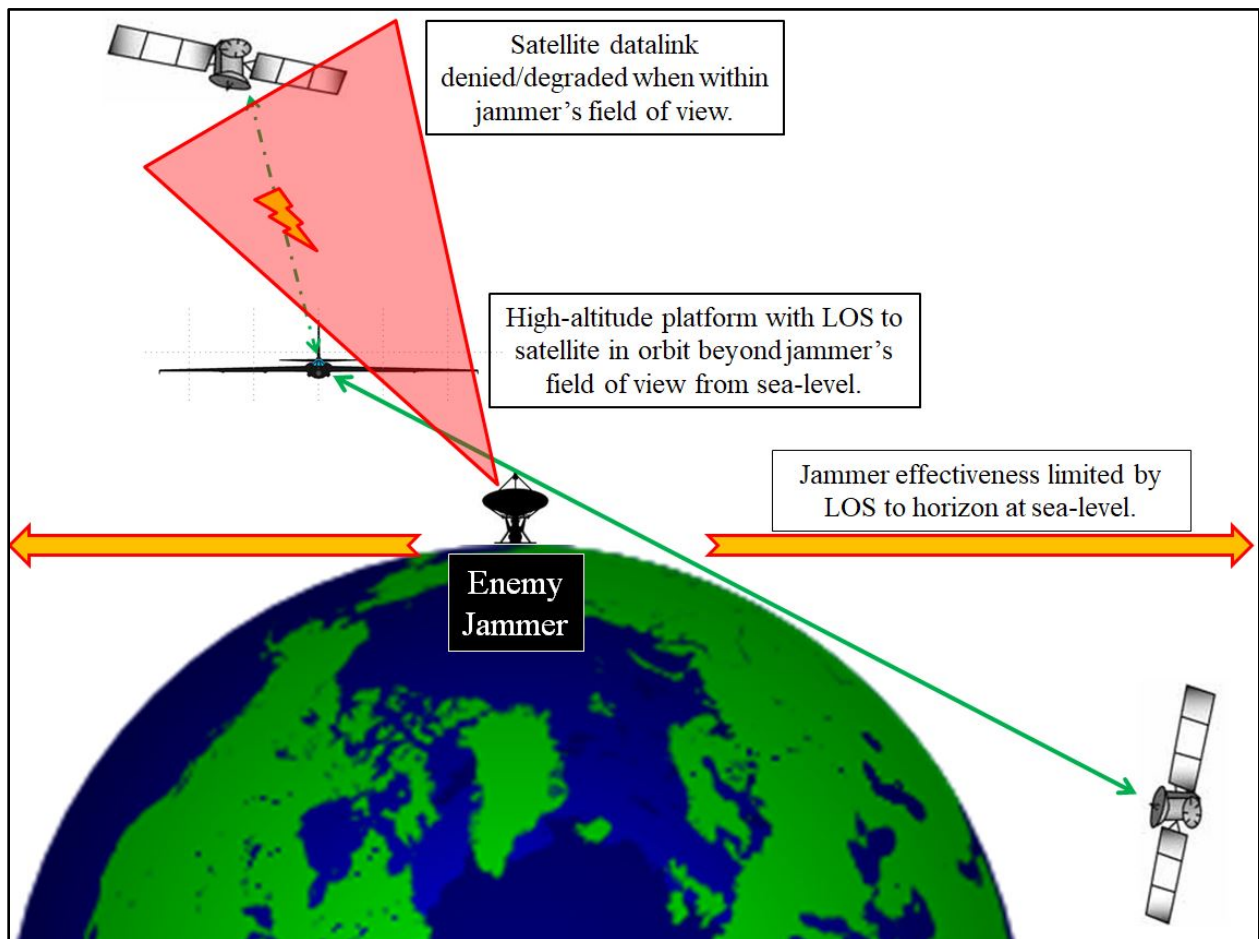 Satellite datalink
denied/degraded when within
jammer's field of view.
High-altitude platform with LOS to
satellite in orbit beyond jammer's
field of view from sea-level.
Jammer effectiveness limited by
LOS to horizon at sea-level.
Enemy
Jammer